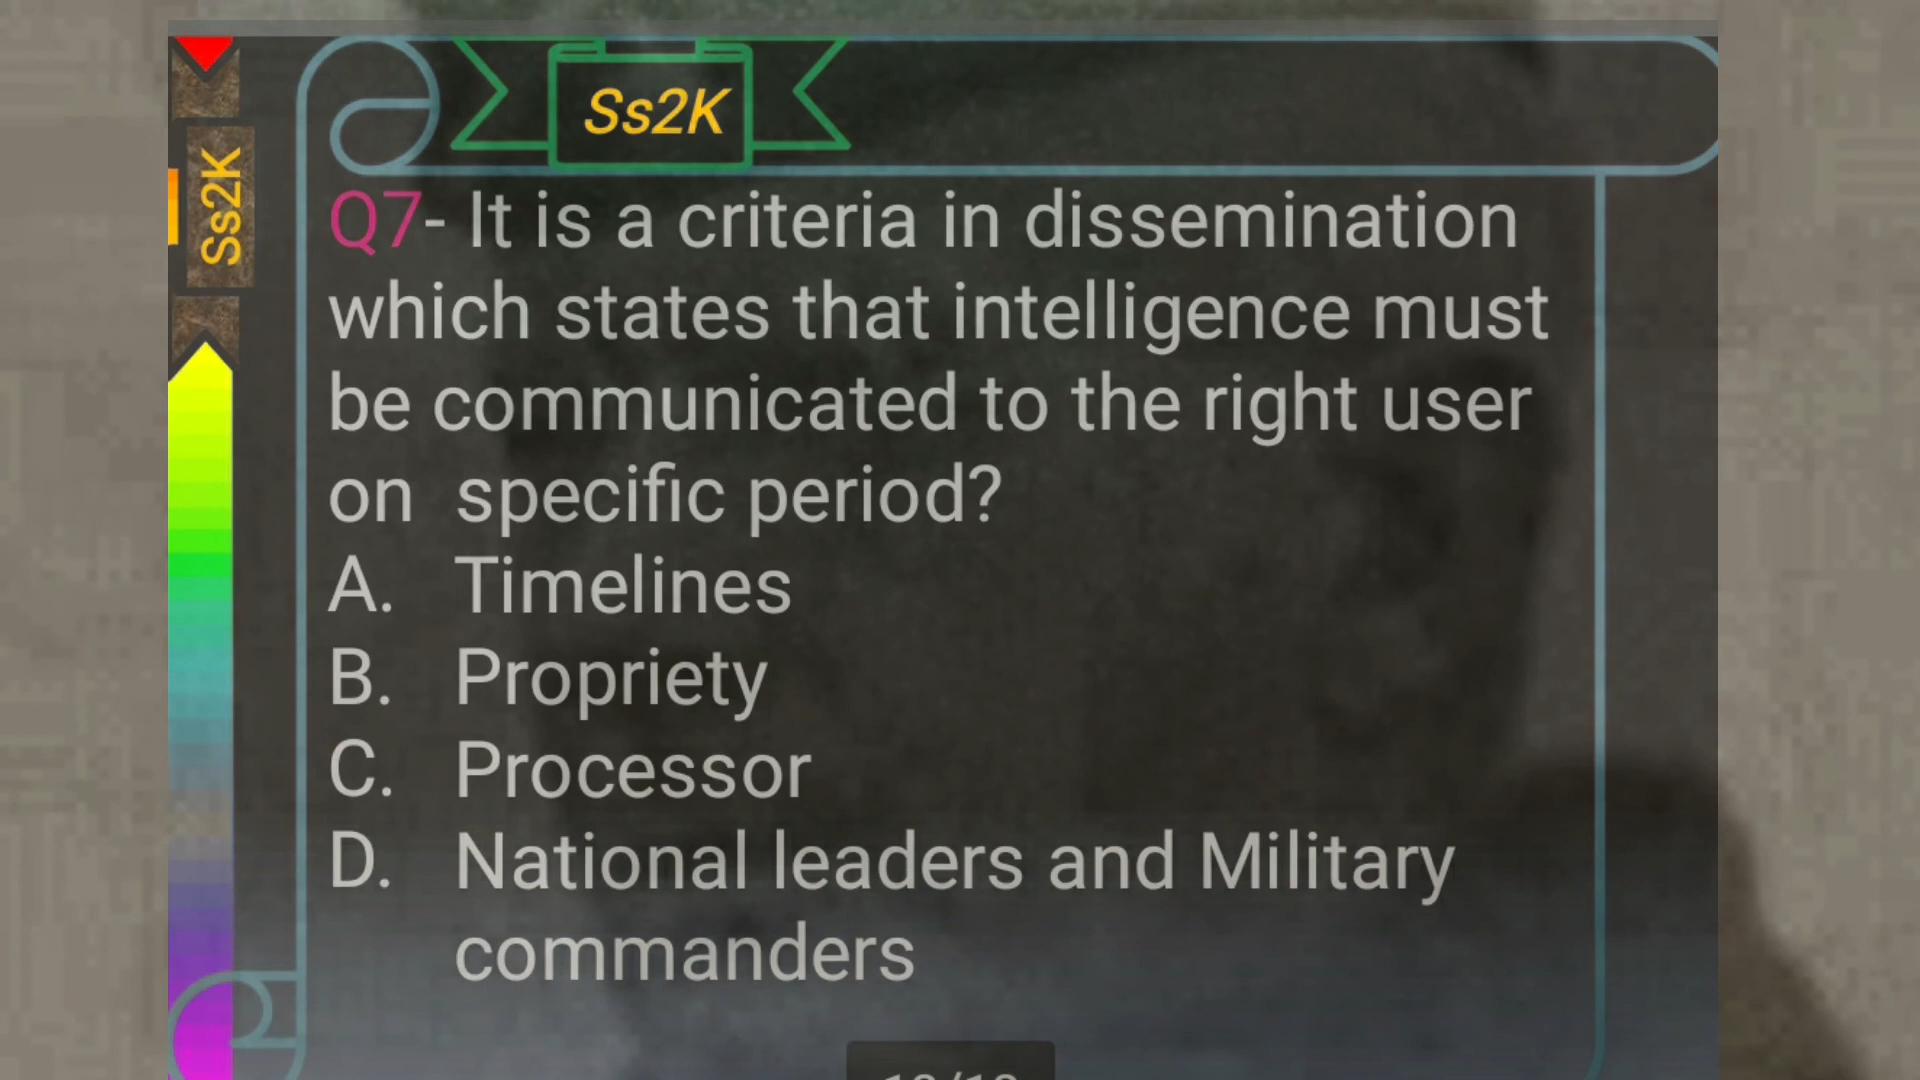 Ss2K
Ss2K
Q7- It is a criteria in dissemination
which states that intelligence must
be communicated to the right user
on specific period?
A. Timelines
B. Propriety
C. Processor
D. National leaders and Military
commanders